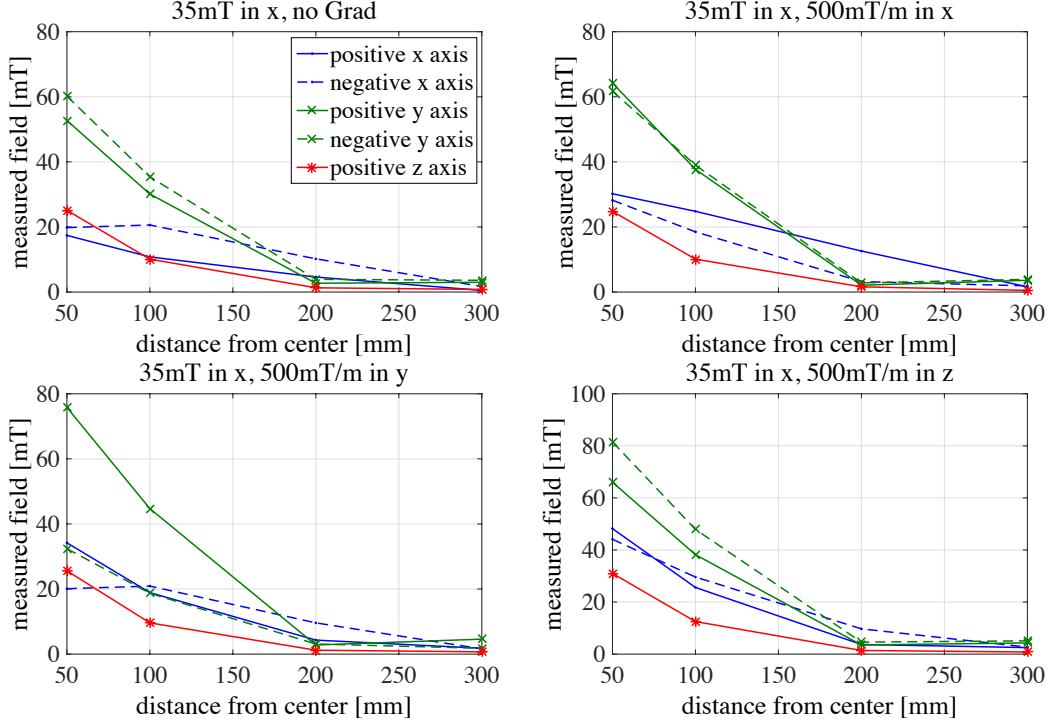 35mT in x, no Grad
80
60
40
20
0
measured field [mT]
positive x axis
negative x axis
positive y axis
negative y axis
positive z axis
50 100 150 200 250 300
distance from center [mm]
35mT in x, 500mT/m in x
80
60
40
20
0
measured field [mT]
50 100 150 200 250 300
distance from center [mm]
35mT in x, 500mT/m in y
80
60
40
20
0
measured field [mT]
50 100 150 200 250 300
distance from center [mm]
35mT in x, 500mT/m in z
100
80
60
40
20
0
measured field [mT]
50 100 150 200 250 300
distance from center [mm]